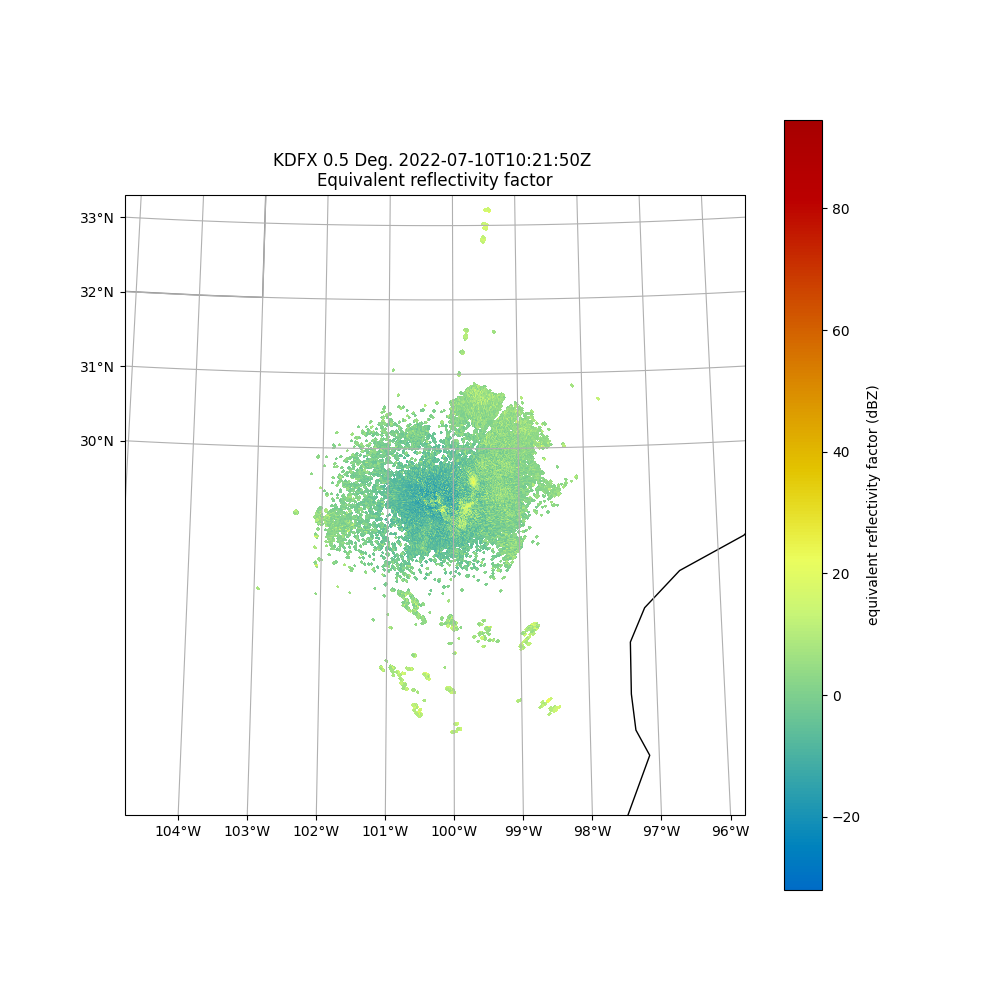 KDFX 0.5 Deg. 2022-07-10T10:21:50Z
Equivalent reflectivity factor
33°N
32°N
31°N
30°N
104°W 103°W 102°W 101°W 100°W 99°W 98°W 97°W 96°W
80
60
40
20
0
−20
equivalent reflectivity factor (dBZ)